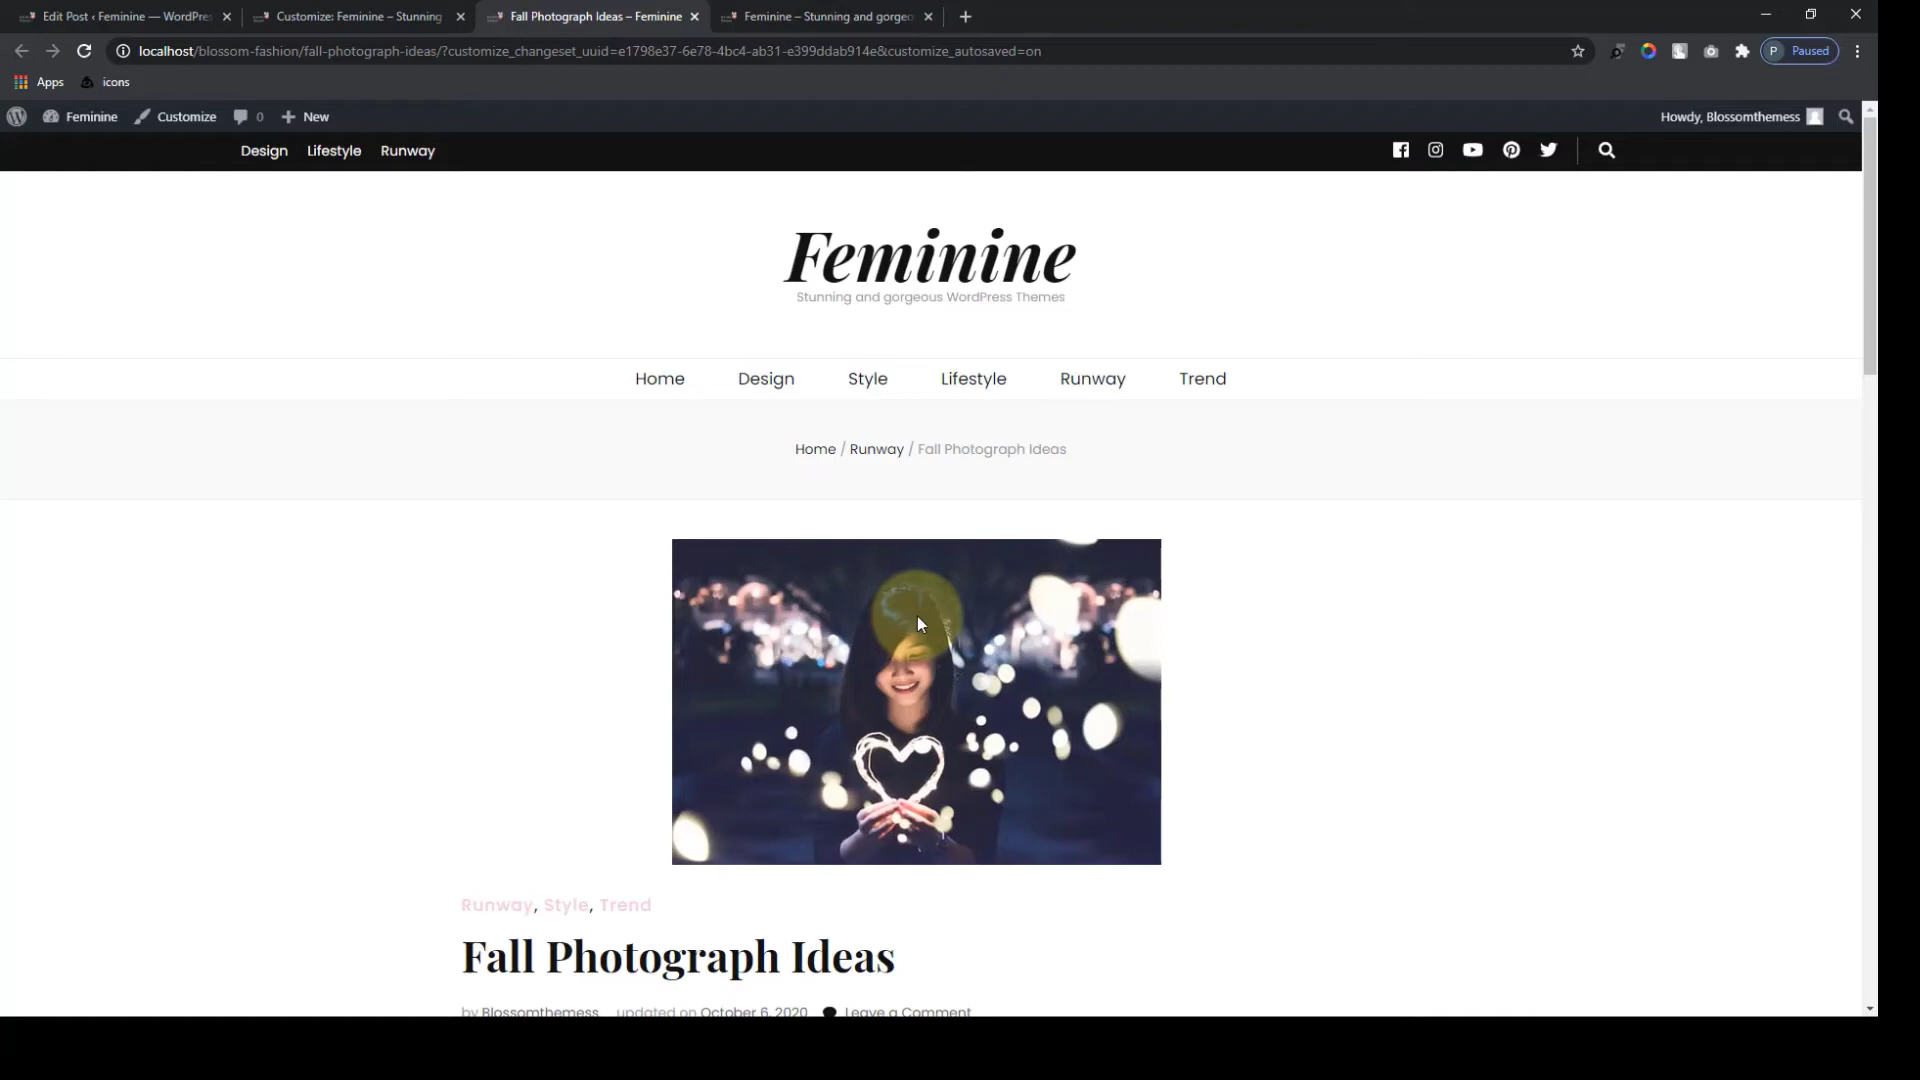 Edit Post ‹ Feminine — WordPre
Customize: Feminine – Stunning
Fall Photograph Ideas – Feminine
Feminine – Stunning and gorgeo
localhost/blossom-fashion/fall-photograph-ideas/?customize_changeset_uuid=e1798e37-6e78-4bc4-ab31-e399ddab914e&customize_autosaved=on
P Paused
Apps icons
Feminine Customize 0 New Howdy, Blossomthemess
Design Lifestyle Runway
Feminine
Stunning and gorgeous WordPress Themes
Home Design Style Lifestyle Runway Trend
Home / Runway / Fall Photograph Ideas
Runway, Style, Trend
Fall Photograph Ideas
by Blossomthemess updated on October 6, 2020 Leave a Comment